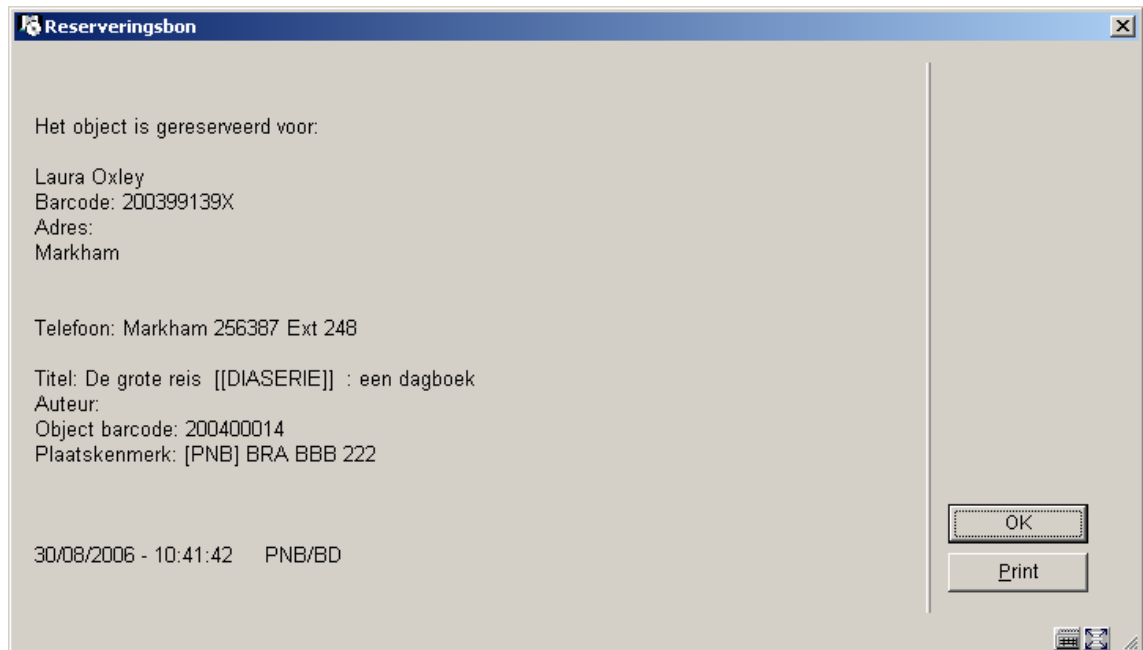 Reserveringsbon
Het object is gereserveerd voor:
Laura Oxley
Barcode: 200399139X
Adres:
Markham
Telefoon: Markham 256387 Ext 248
Titel: De grote reis  [[DIASERIE]]  : een dagboek
Auteur:
Object barcode: 200400014
Plaatskenmerk: [PNB] BRA BBB 222
30/08/2006 - 10:41:42    PNB/BD
OK
Print